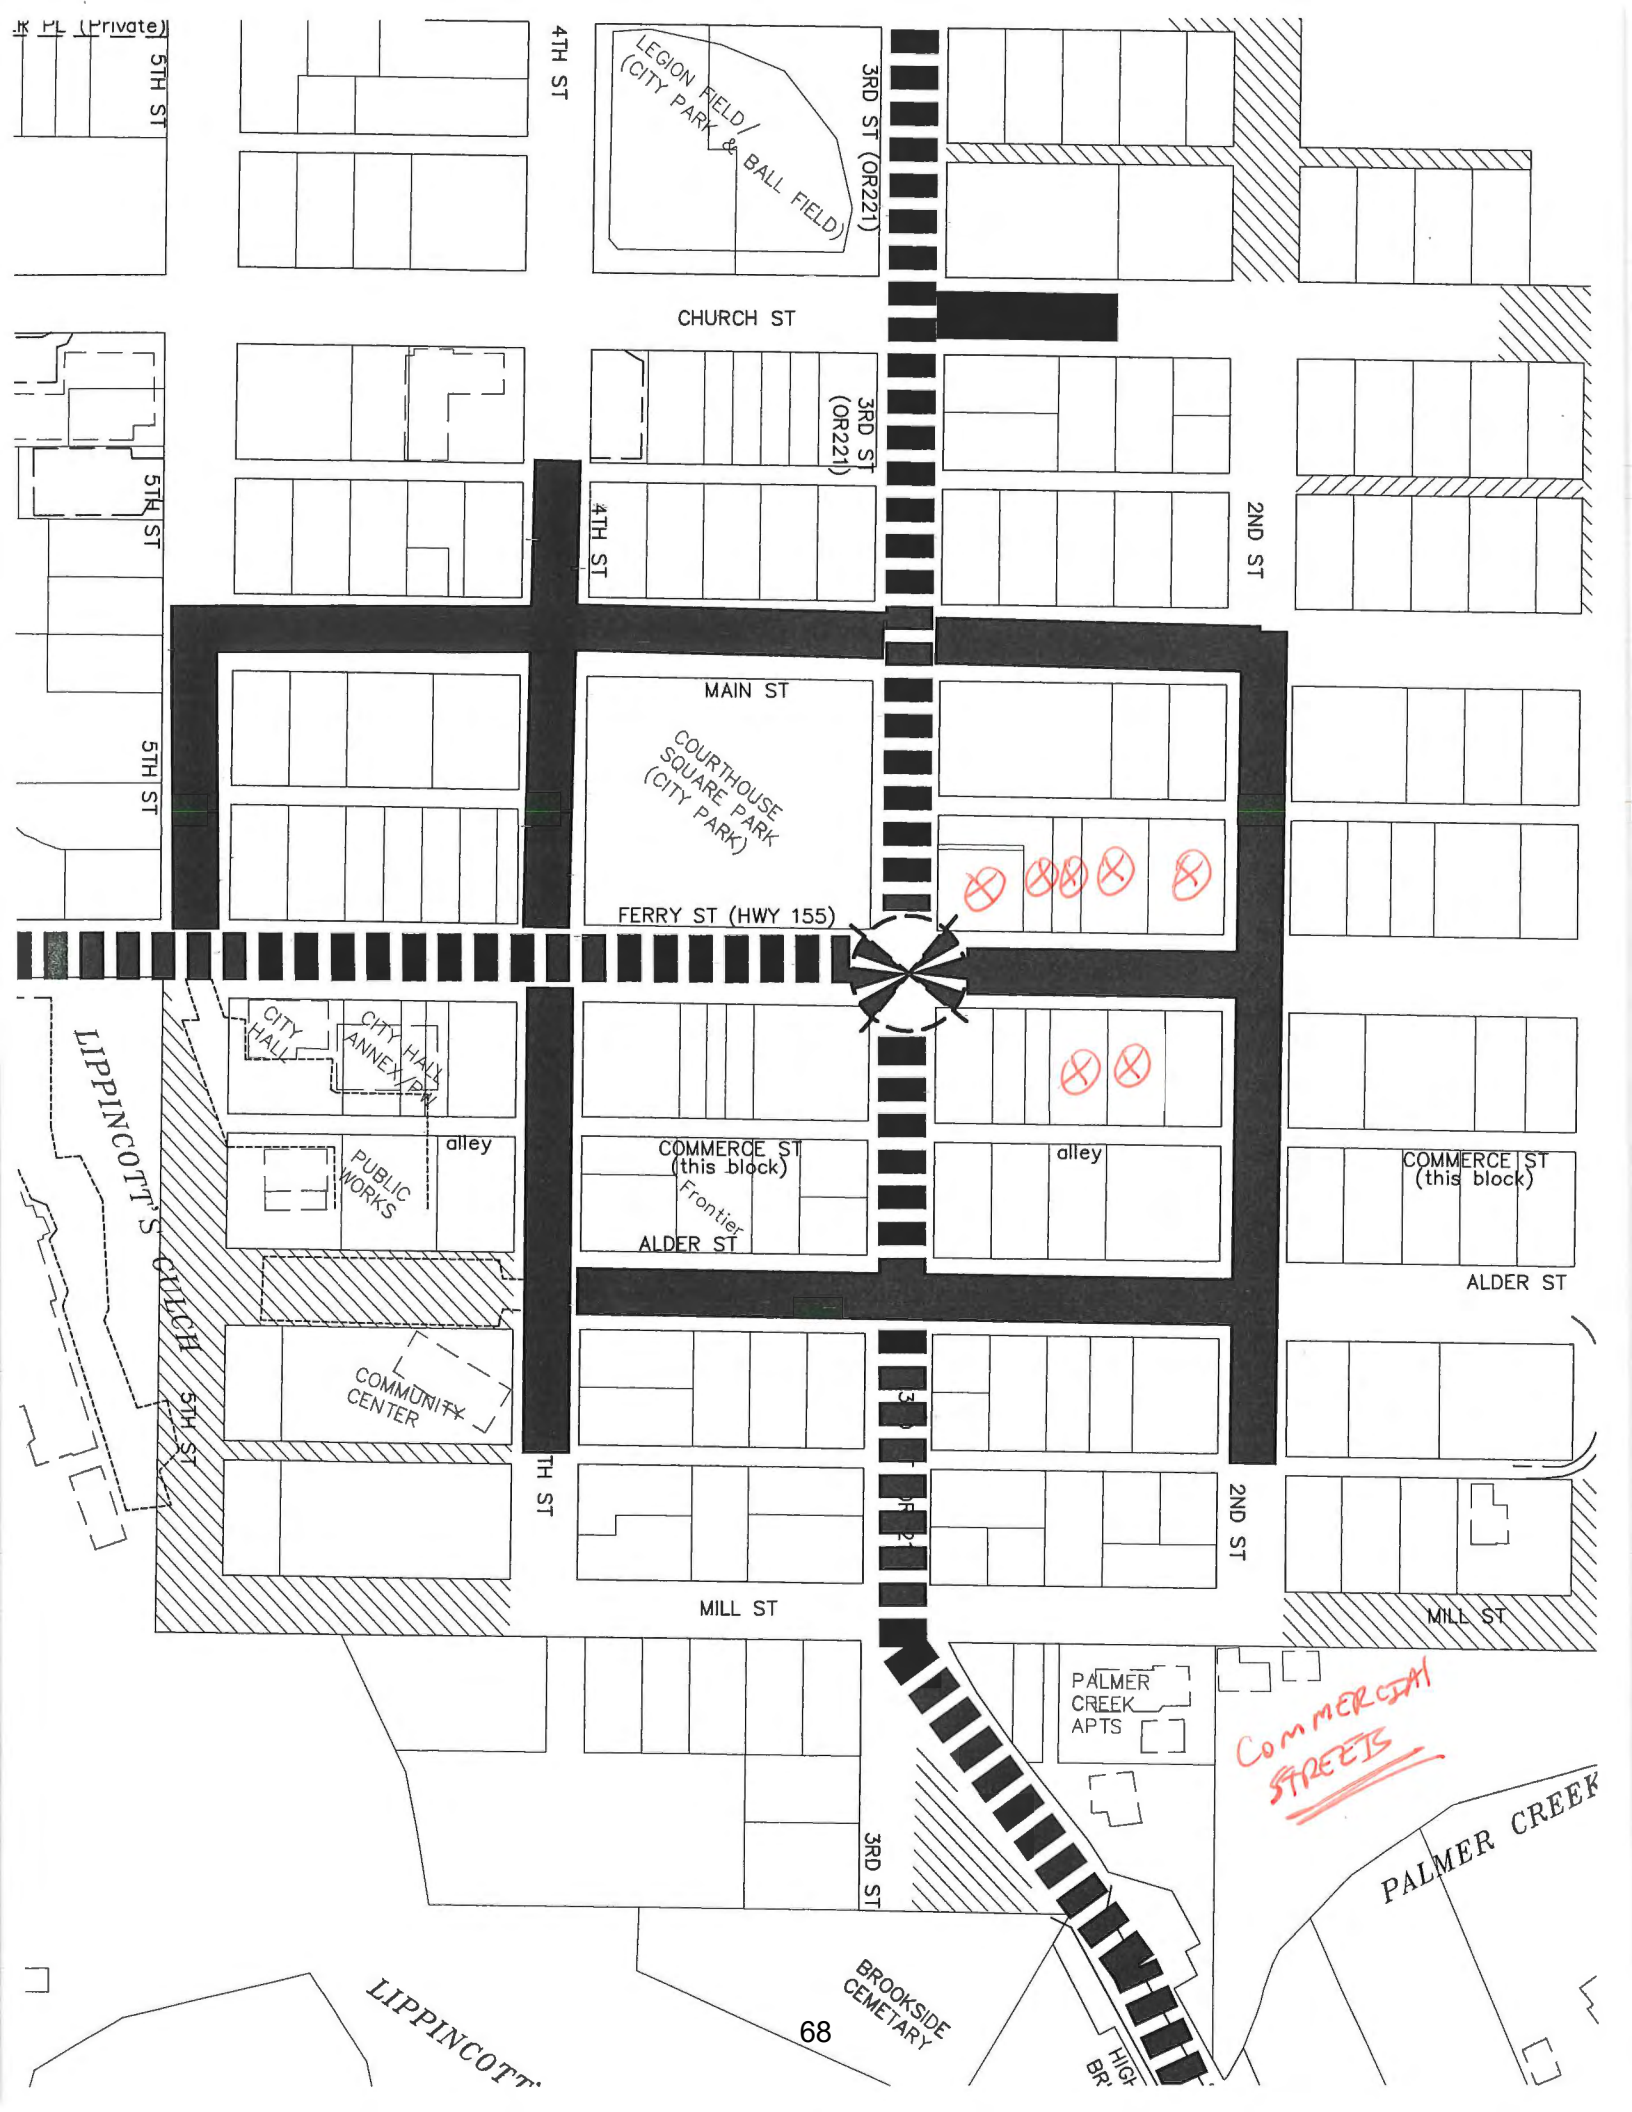 R PL (Private)
5TH ST
4TH ST
LEGION FIELD/
(CITY PARK & BALL FIELD)
3RD ST (OR221)
CHURCH ST
3RD ST
(OR221)
5TH ST
4TH ST
2ND ST
MAIN ST
5TH ST
COURTHOUSE
SQUARE PARK
(CITY PARK)
FERRY ST (HWY 155)
CITY
HALL
CITY HALL
ANNEX/PW
LIPPINCOTT'S GULCH
alley
COMMERCE ST
(this block)
alley
COMMERCE ST
(this block)
PUBLIC
WORKS
Frontier
ALDER ST
ALDER ST
COMMUNITY
CENTER
5TH ST
TH ST
2ND ST
MILL ST
MILL ST
PALMER
CREEK
APTS
COMMERCIAL
STREETS
PALMER CREEK
3RD ST
BROOKSIDE
CEMETARY
LIPPINCOTT'
68
HIGH
BR